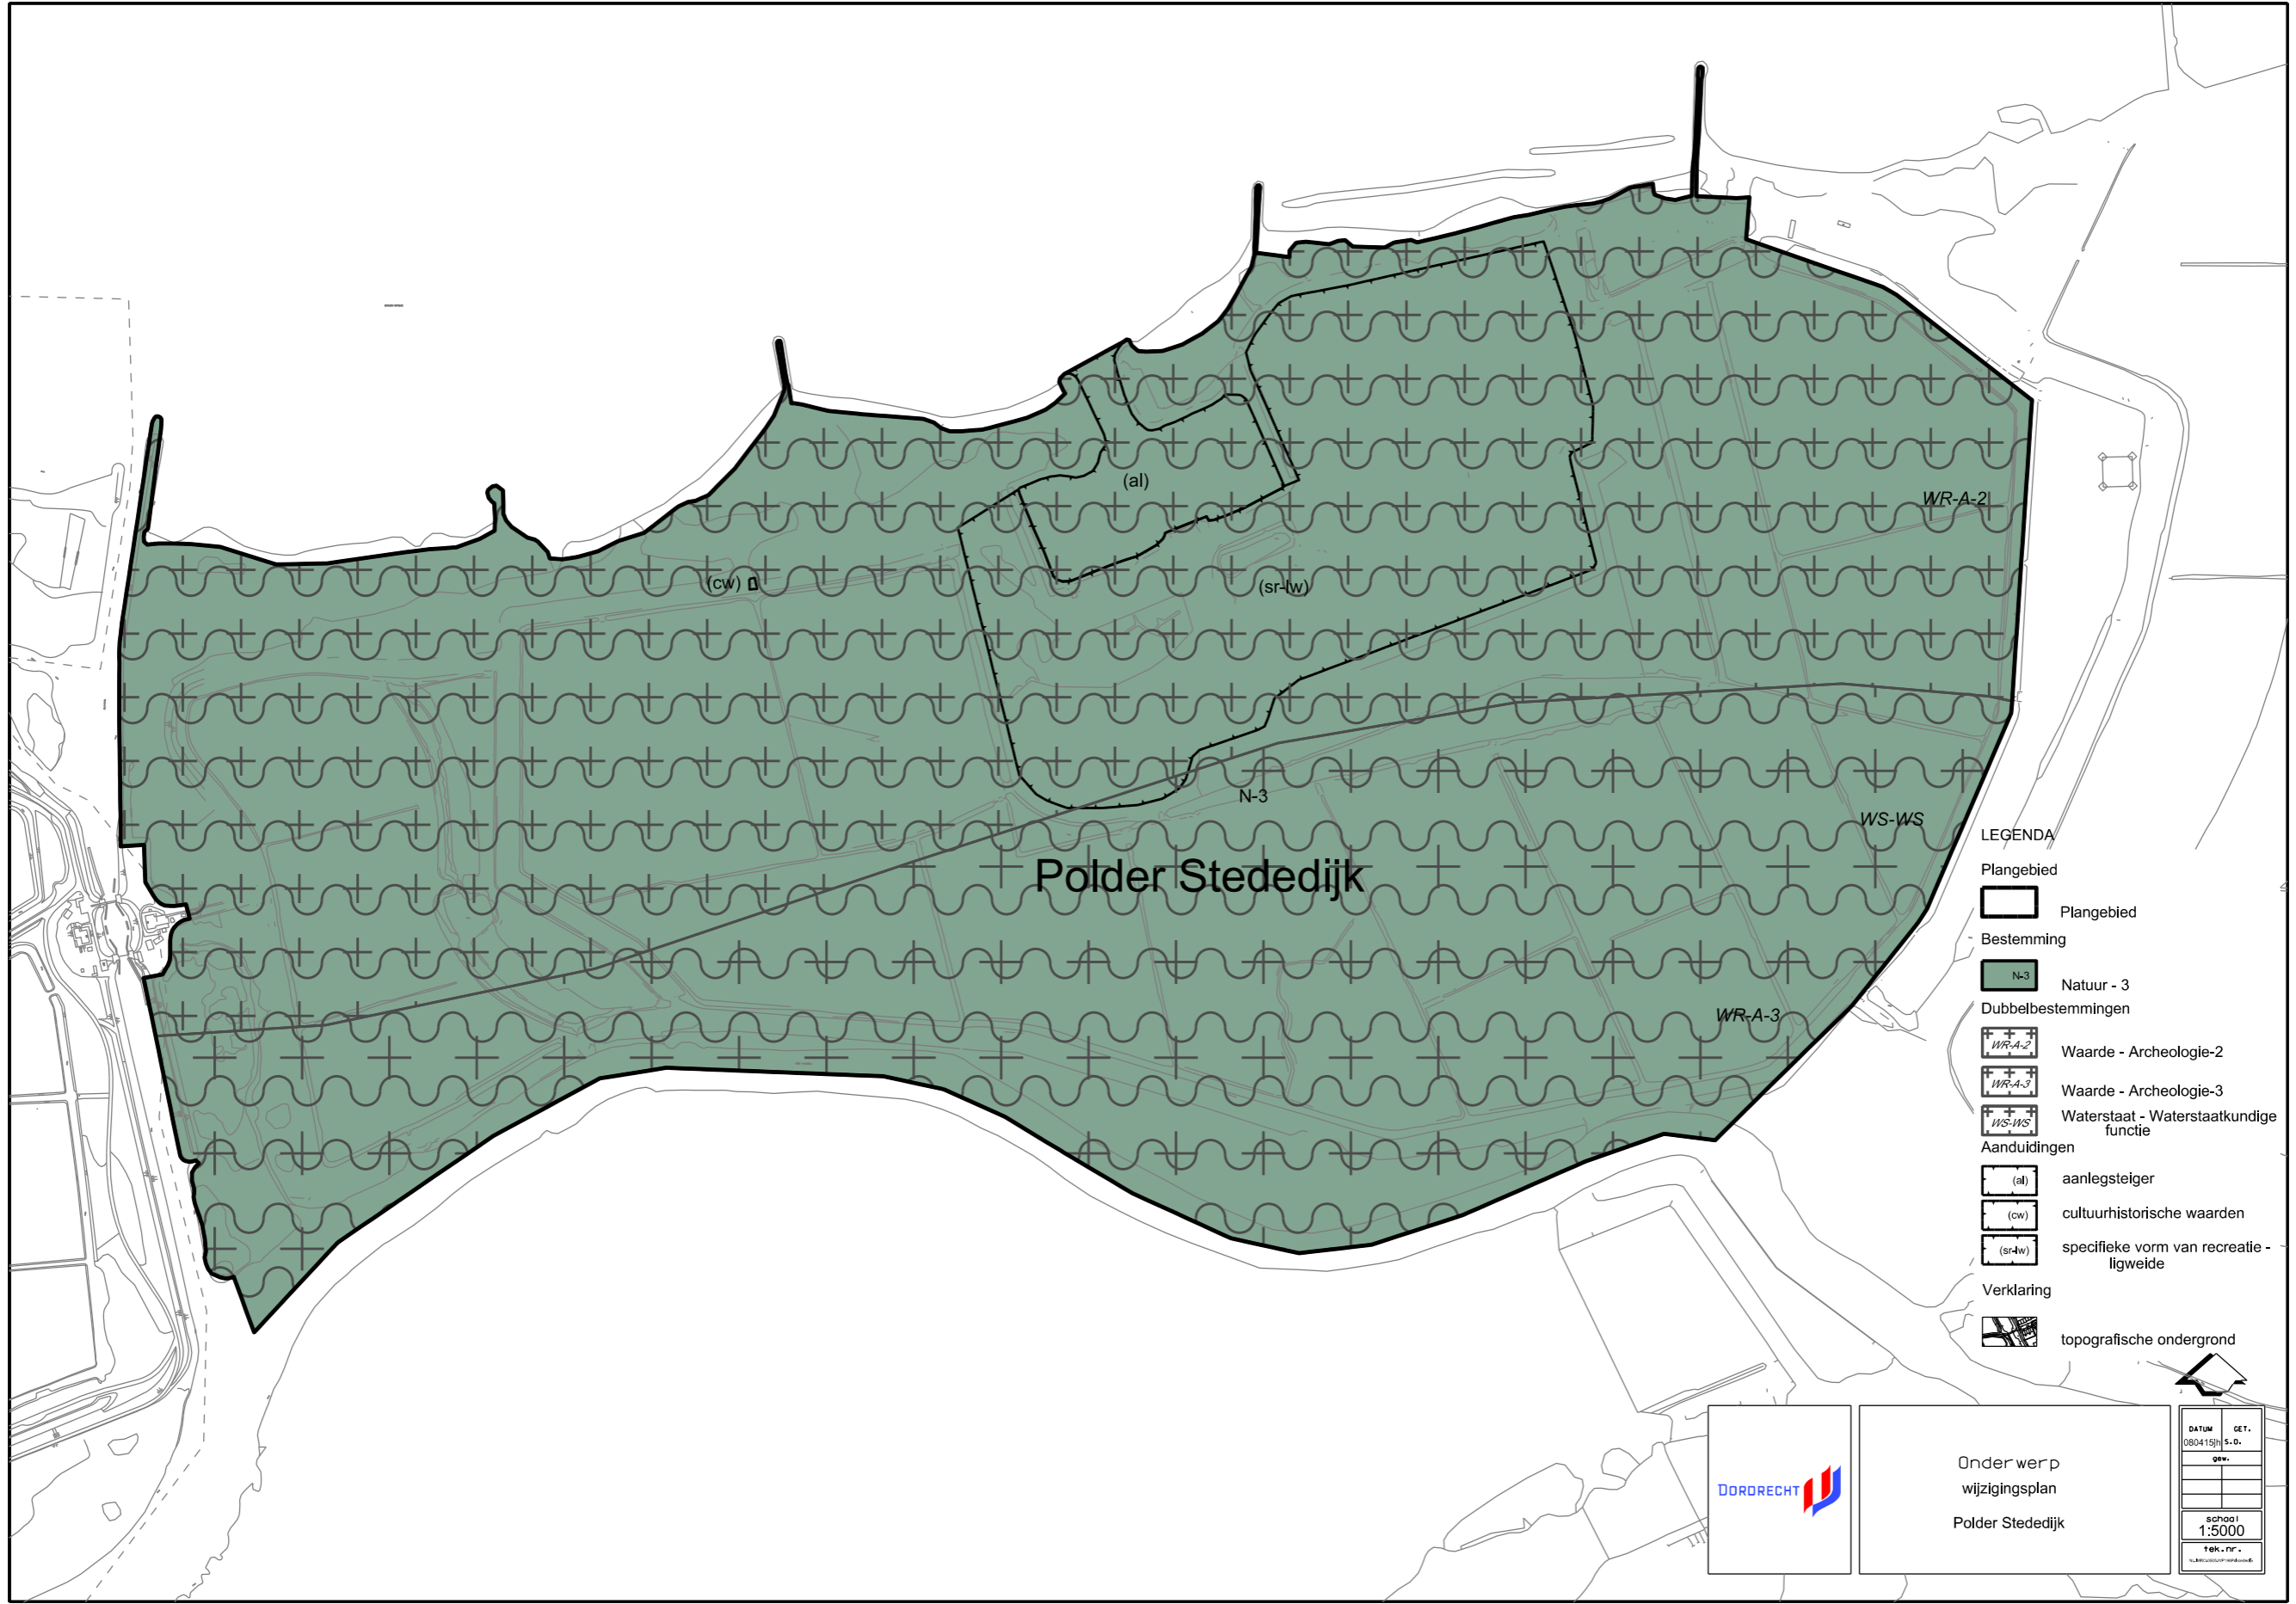 (al)
WR-A-2
(cw)
(sr-lw)
N-3
WS-WS
Polder Stededijk
WR-A-3
LEGENDA
Plangebied
Plangebied
Bestemming
N-3
Natuur - 3
Dubbelbestemmingen
WR-A-2
Waarde - Archeologie-2
WR-A-3
Waarde - Archeologie-3
WS-WS
Waterstaat - Waterstaatkundige
functie
Aanduidingen
(al)
aanlegsteiger
(cw)
cultuurhistorische waarden
(sr-lw)
specifieke vorm van recreatie -
ligweide
Verklaring
topografische ondergrond
DORDRECHT
Onderwerp
wijzigingsplan
Polder Stededijk
DATUM GET.
080415jh S.O.
gew.
schaal
1:5000
tek.nr.